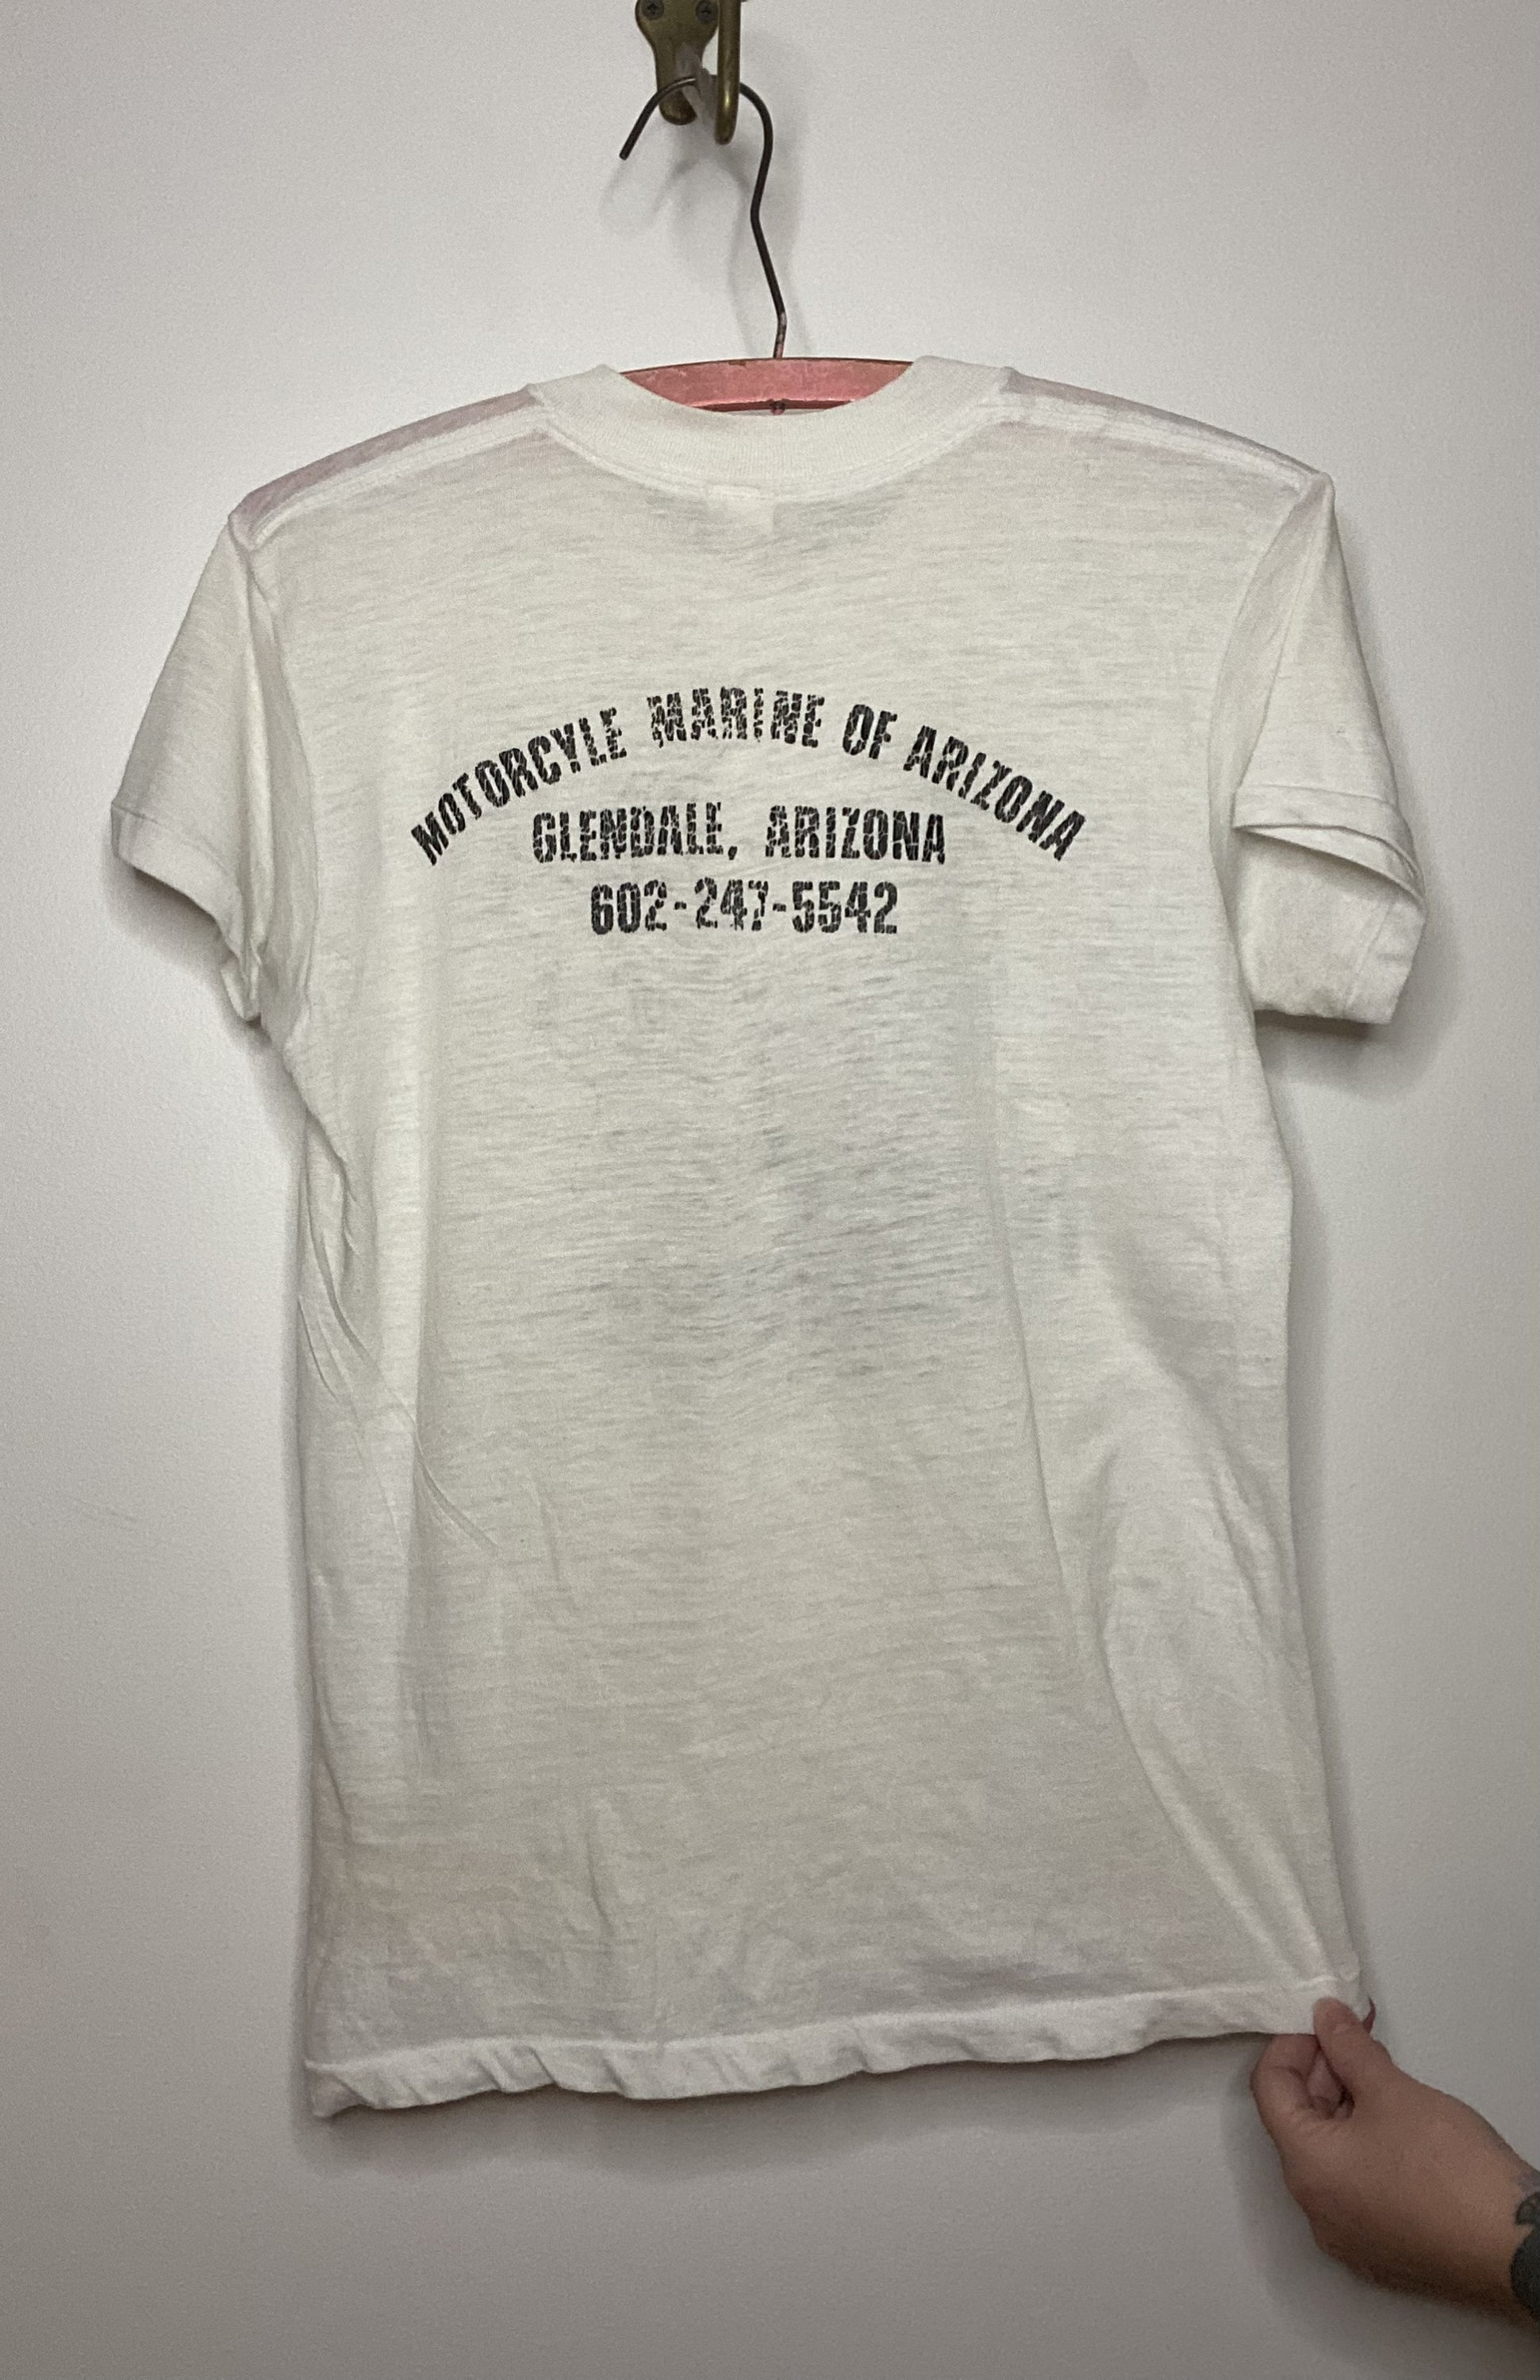 MOTORCYLE MARINE OF ARIZONA
GLENDALE, ARIZONA
602-247-5542